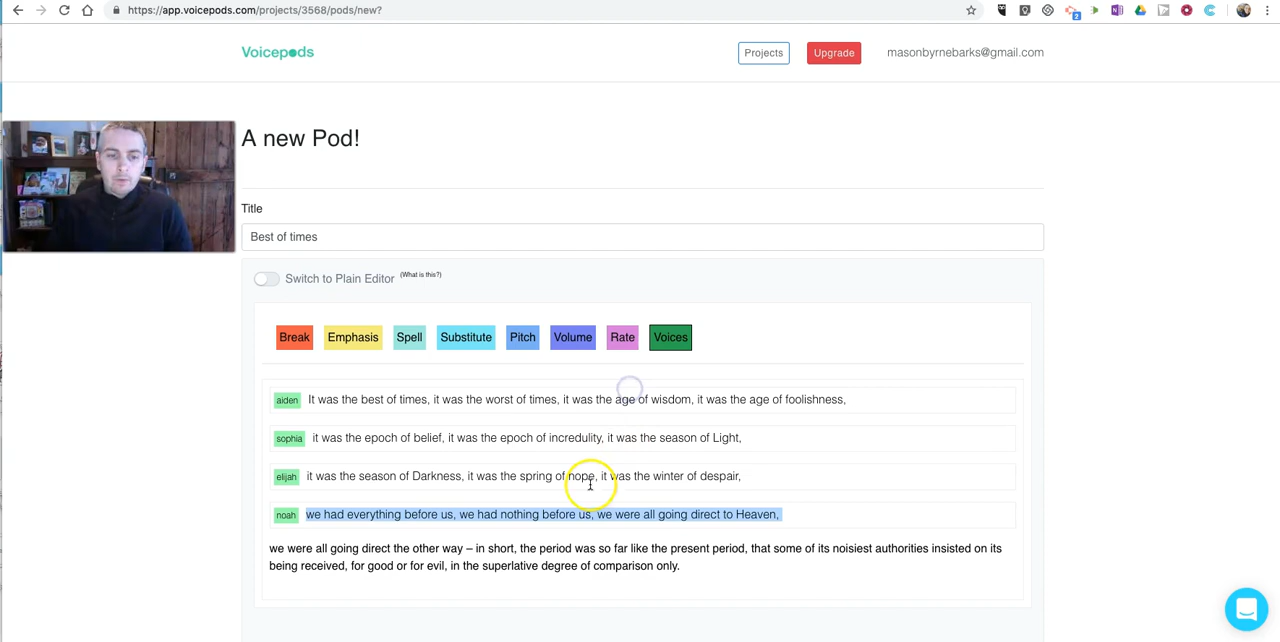 https://app.voicepods.com/projects/3568/pods/new?
2
Voicepods
Projects
Upgrade
masonbyrnebarks@gmail.com
A new Pod!
Title
Best of times
Switch to Plain Editor (What is this?)
Break Emphasis Spell Substitute Pitch Volume Rate Voices
aiden It was the best of times, it was the worst of times, it was the age of wisdom, it was the age of foolishness,
sophia it was the epoch of belief, it was the epoch of incredulity, it was the season of Light,
elijah it was the season of Darkness, it was the spring of hope, it was the winter of despair,
noah we had everything before us, we had nothing before us, we were all going direct to Heaven,
we were all going direct the other way – in short, the period was so far like the present period, that some of its noisiest authorities insisted on its
being received, for good or for evil, in the superlative degree of comparison only.